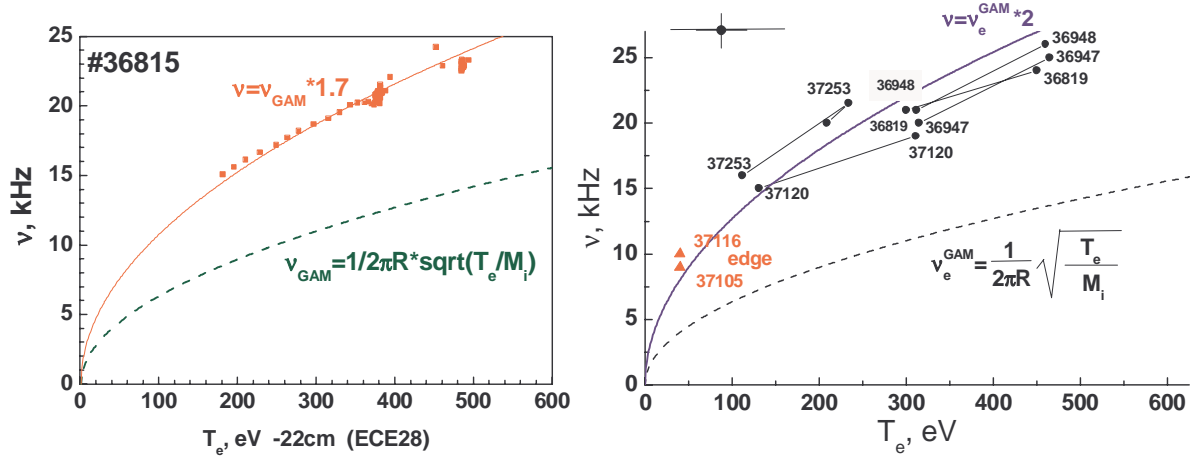 #36815
ν=ν_GAM*1.7
ν_GAM=1/2πR*sqrt(T_e/M_i)
ν, kHz
25
20
15
10
5
0
0 100 200 300 400 500 600
T_e, eV -22cm (ECE28)
ν=ν_e^GAM*2
36948
36947
36819
37253
36948
36819
36947
37120
37253
37120
37116
edge
37105
ν_e^GAM = 1/2πR √T_e/M_i
ν, kHz
25
20
15
10
5
0
0 100 200 300 400 500 600
T_e, eV